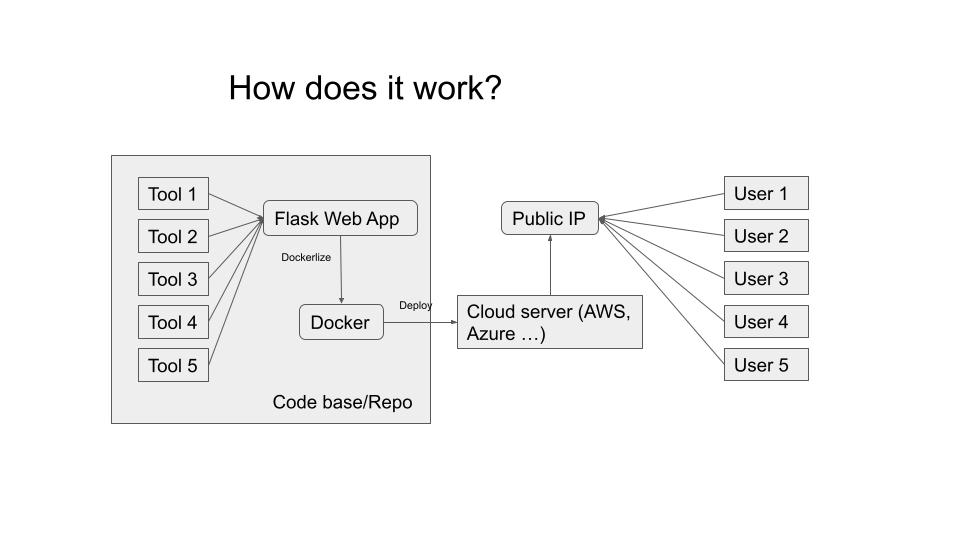 How does it work?
Tool 1
Tool 2
Tool 3
Tool 4
Tool 5
Flask Web App
Dockerlize
Docker
Deploy
Code base/Repo
Public IP
Cloud server (AWS,
Azure …)
User 1
User 2
User 3
User 4
User 5